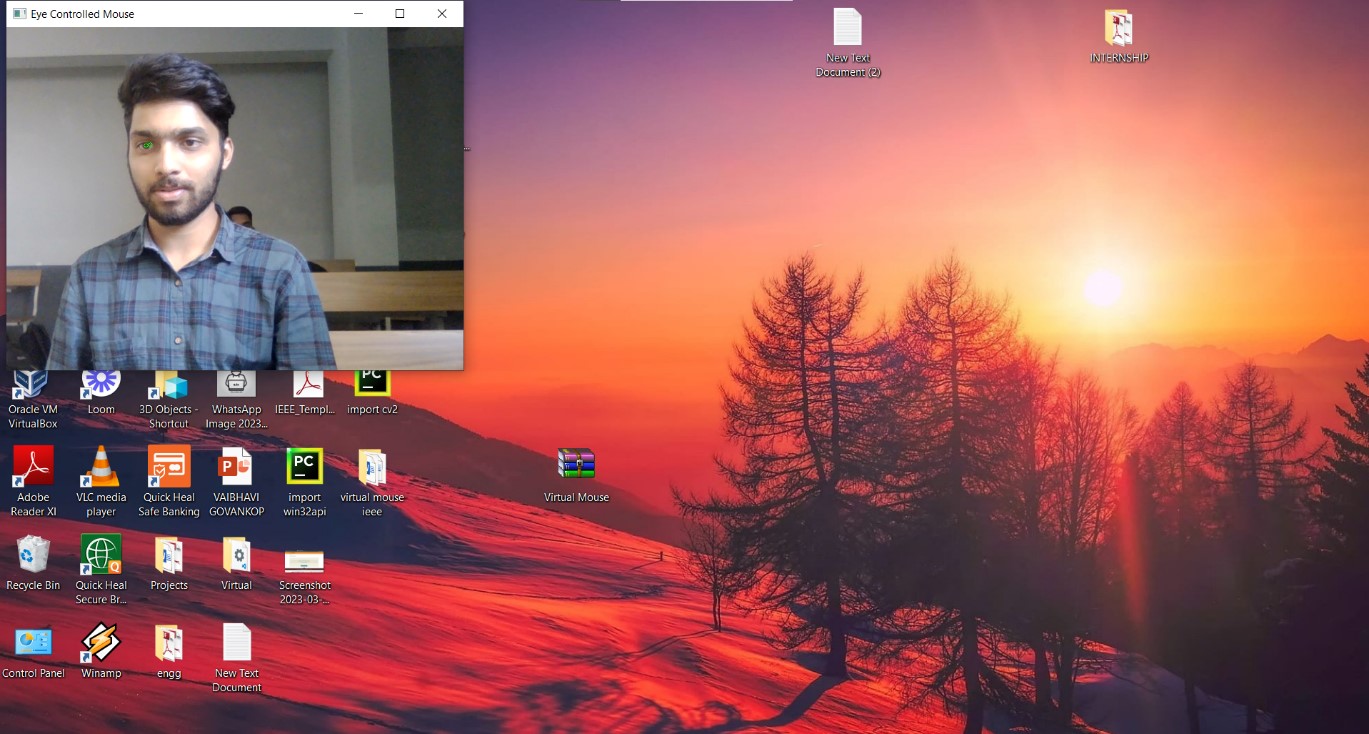 Eye Controlled Mouse
New Text
Document (2)
INTERNSHIP
Oracle VM
VirtualBox
Loom
3D Objects -
Shortcut
WhatsApp
Image 2023...
IEEE_Templ...
PC
import cv2
Adobe
Reader XI
VLC media
player
Quick Heal
Safe Banking
P
VAIBHAVI
GOVANKOP
PC
import
win32api
virtual mouse
ieee
Virtual Mouse
Recycle Bin
Q
Quick Heal
Secure Br...
Projects
Virtual
Screenshot
2023-03-...
Control Panel
Winamp
engg
New Text
Document